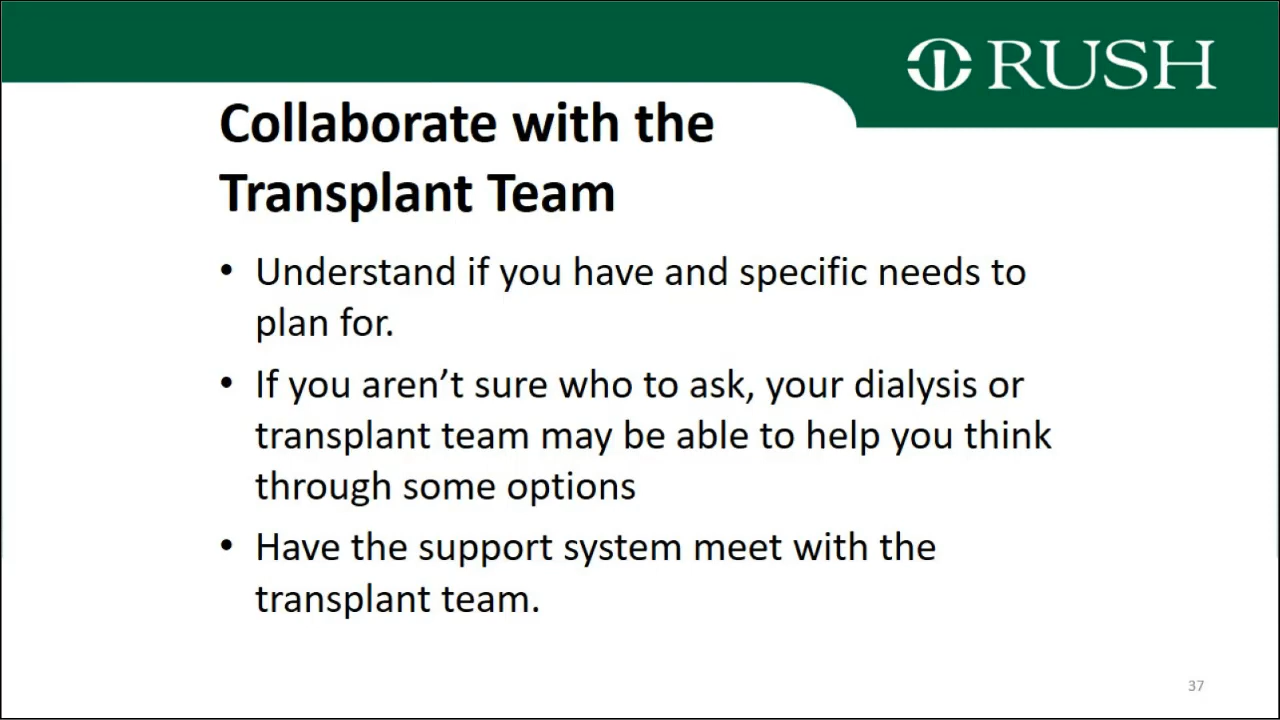 RUSH
Collaborate with the
Transplant Team
• Understand if you have and specific needs to
plan for.
• If you aren’t sure who to ask, your dialysis or
transplant team may be able to help you think
through some options
• Have the support system meet with the
transplant team.
37